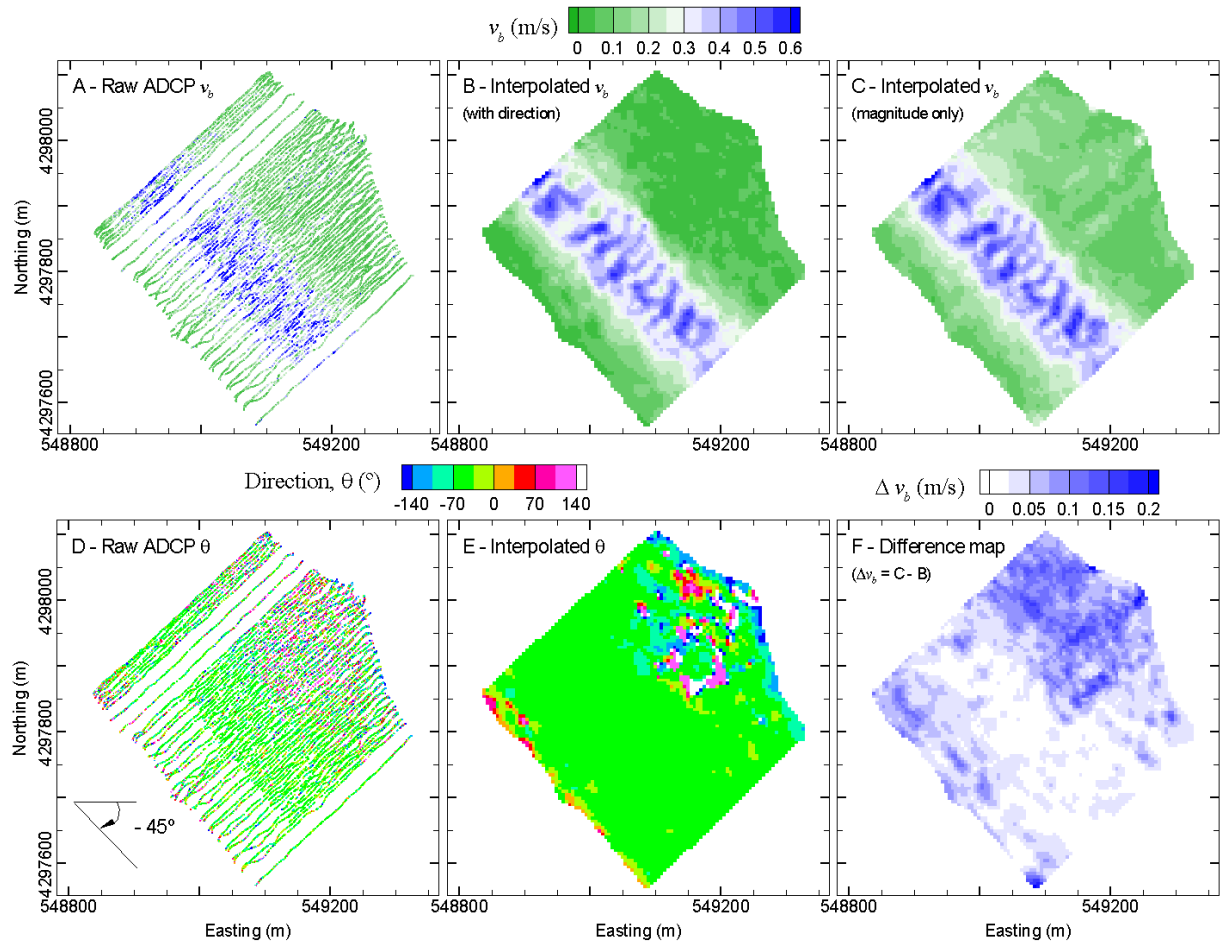 v_b (m/s)
0 0.1 0.2 0.3 0.4 0.5 0.6
A - Raw ADCP v_b
B - Interpolated v_b
(with direction)
C - Interpolated v_b
(magnitude only)
Northing (m)
4298000
4297800
4297600
548800 549200
548800 549200
548800 549200
Direction, θ (°)
-140 -70 0 70 140
Δ v_b (m/s)
0 0.05 0.1 0.15 0.2
D - Raw ADCP θ
E - Interpolated θ
F - Difference map
(Δv_b = C - B)
Northing (m)
4298000
4297800
4297600
- 45º
548800 549200
548800 549200
548800 549200
Easting (m)
Easting (m)
Easting (m)